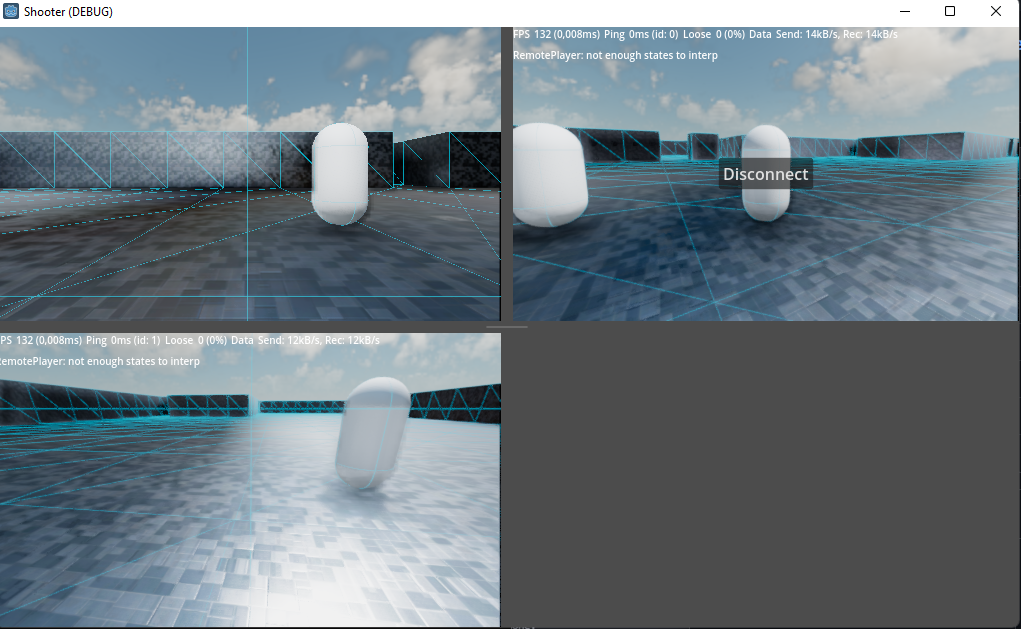 Shooter (DEBUG)
FPS 132 (0,008ms) Ping 0ms (id: 0) Loose 0 (0%) Data Send: 14kB/s, Rec: 14kB/s
RemotePlayer: not enough states to interp
Disconnect
PS 132 (0,008ms) Ping 0ms (id: 1) Loose 0 (0%) Data Send: 12kB/s, Rec: 12kB/s
emotePlayer: not enough states to interp